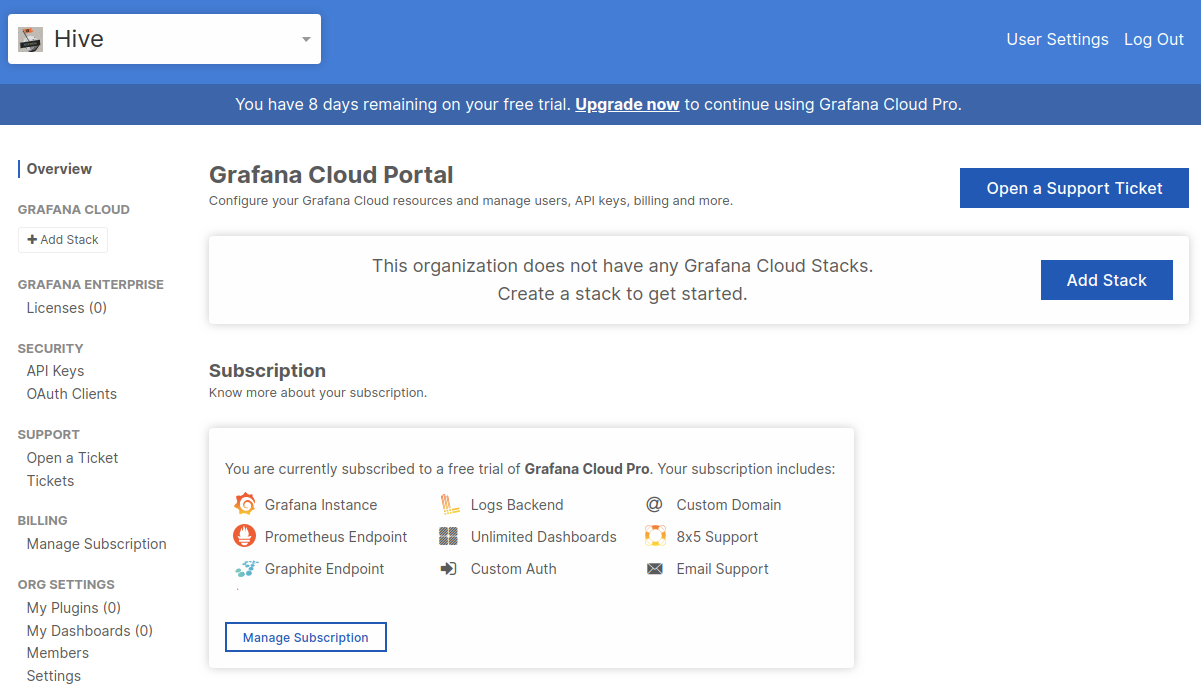 Hive
User Settings
Log Out
You have 8 days remaining on your free trial. Upgrade now to continue using Grafana Cloud Pro.
Overview
GRAFANA CLOUD
+ Add Stack
GRAFANA ENTERPRISE
Licenses (0)
SECURITY
API Keys
OAuth Clients
SUPPORT
Open a Ticket
Tickets
BILLING
Manage Subscription
ORG SETTINGS
My Plugins (0)
My Dashboards (0)
Members
Settings
Grafana Cloud Portal
Configure your Grafana Cloud resources and manage users, API keys, billing and more.
Open a Support Ticket
This organization does not have any Grafana Cloud Stacks.
Create a stack to get started.
Add Stack
Subscription
Know more about your subscription.
You are currently subscribed to a free trial of Grafana Cloud Pro. Your subscription includes:
Grafana Instance
Logs Backend
@ Custom Domain
Prometheus Endpoint
Unlimited Dashboards
8x5 Support
Graphite Endpoint
Custom Auth
Email Support
Manage Subscription